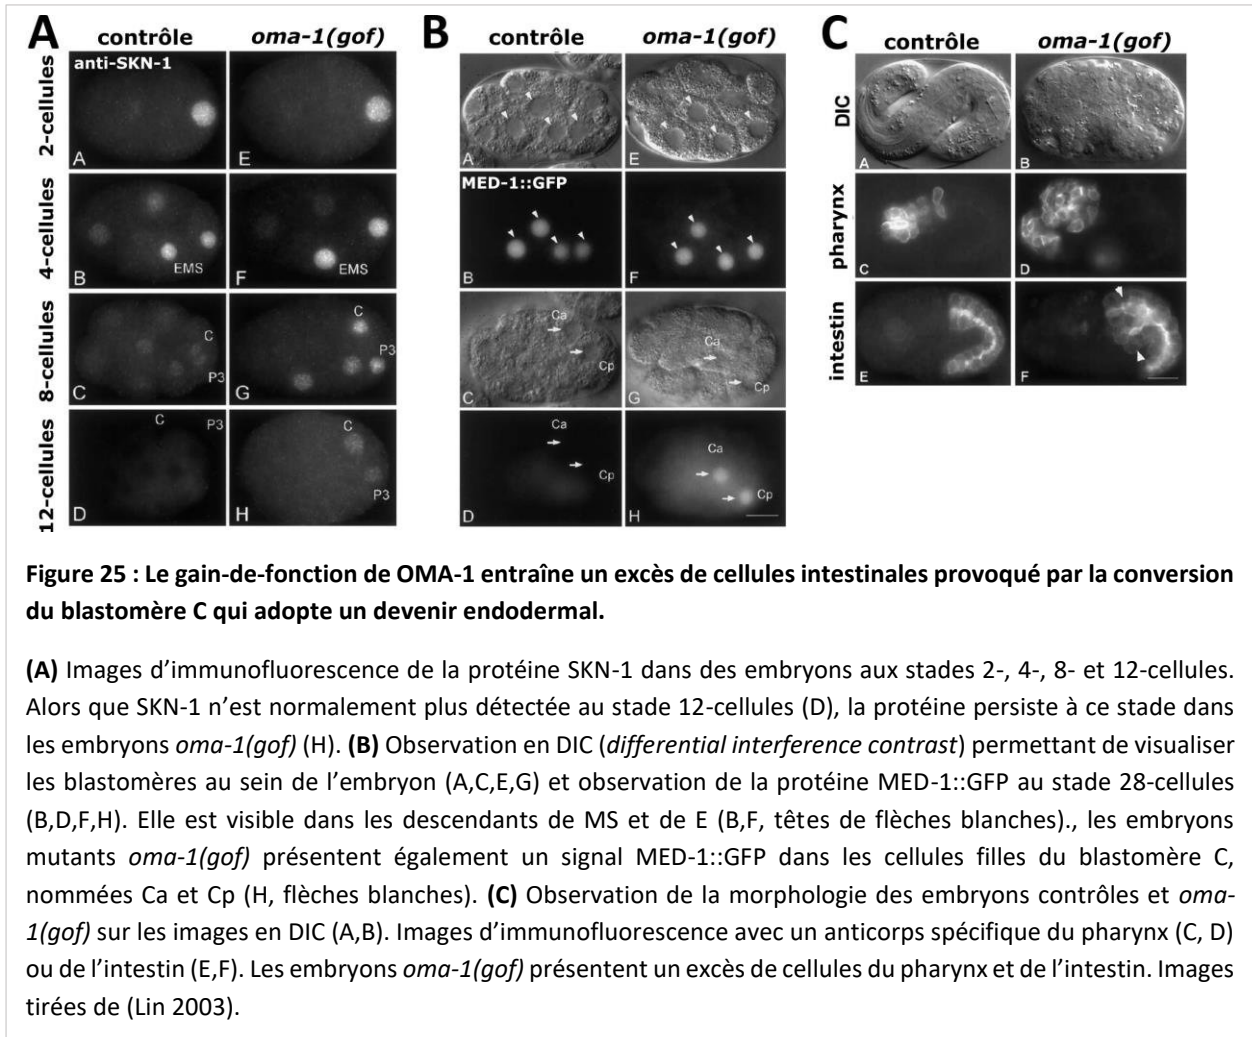 A
contrôle
oma-1(gof)
B
contrôle
oma-1(gof)
C
contrôle
oma-1(gof)
2-cellules
anti-SKN-1
A
E
4-cellules
EMS
B
EMS
F
8-cellules
C
P3
C
C
P3
G
12-cellules
C
P3
D
C
P3
H
A
E
MED-1::GFP
B
F
Ca
Cp
C
Ca
Cp
G
Ca
Cp
D
Ca
Cp
H
DIC
A
B
pharynx
C
D
intestin
E
F
Figure 25 : Le gain-de-fonction de OMA-1 entraîne un excès de cellules intestinales provoqué par la conversion
du blastomère C qui adopte un devenir endodermal.
(A) Images d’immunofluorescence de la protéine SKN-1 dans des embryons aux stades 2-, 4-, 8- et 12-cellules.
Alors que SKN-1 n’est normalement plus détectée au stade 12-cellules (D), la protéine persiste à ce stade dans
les embryons oma-1(gof) (H). (B) Observation en DIC (differential interference contrast) permettant de visualiser
les blastomères au sein de l’embryon (A,C,E,G) et observation de la protéine MED-1::GFP au stade 28-cellules
(B,D,F,H). Elle est visible dans les descendants de MS et de E (B,F, têtes de flèches blanches)., les embryons
mutants oma-1(gof) présentent également un signal MED-1::GFP dans les cellules filles du blastomère C,
nommées Ca et Cp (H, flèches blanches). (C) Observation de la morphologie des embryons contrôles et oma-
1(gof) sur les images en DIC (A,B). Images d’immunofluorescence avec un anticorps spécifique du pharynx (C, D)
ou de l’intestin (E,F). Les embryons oma-1(gof) présentent un excès de cellules du pharynx et de l’intestin. Images
tirées de (Lin 2003).